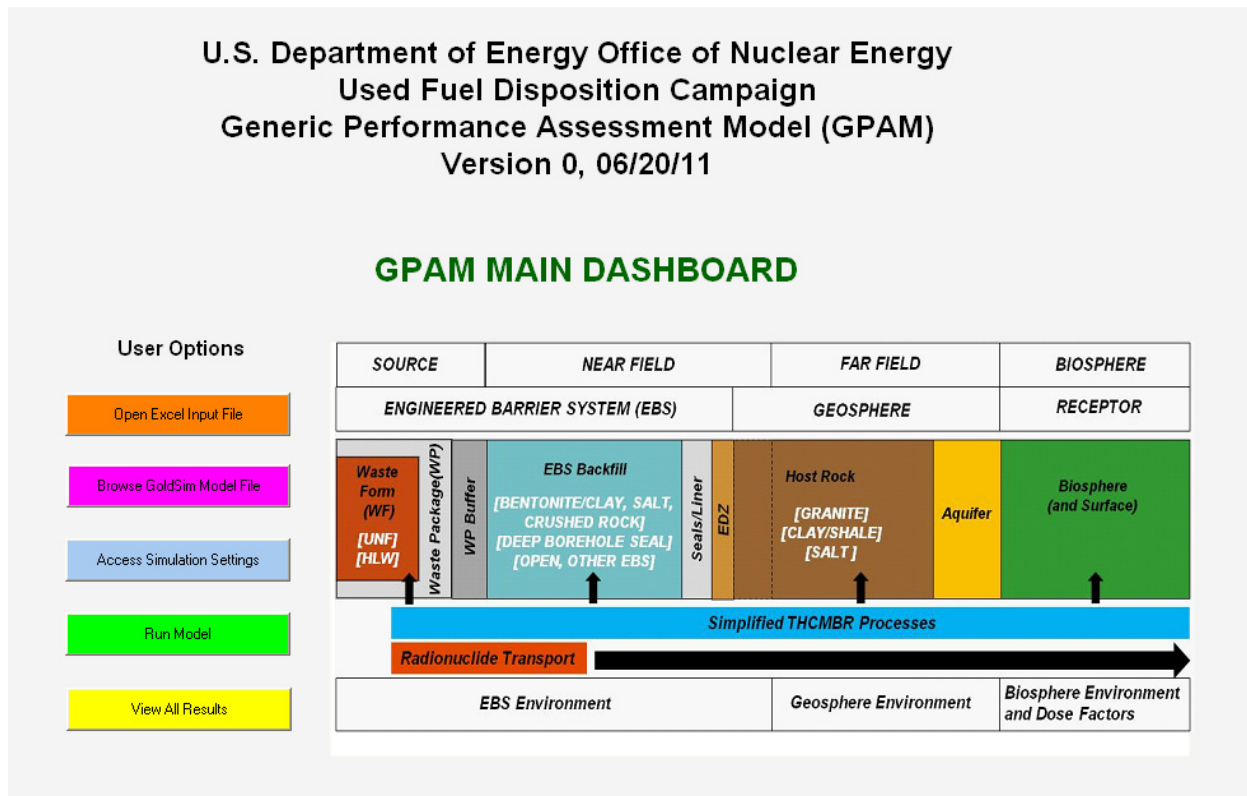 U.S. Department of Energy Office of Nuclear Energy
Used Fuel Disposition Campaign
Generic Performance Assessment Model (GPAM)
Version 0, 06/20/11
GPAM MAIN DASHBOARD
User Options
Open Excel Input File
Browse GoldSim Model File
Access Simulation Settings
Run Model
View All Results
SOURCE
NEAR FIELD
FAR FIELD
BIOSPHERE
ENGINEERED BARRIER SYSTEM (EBS)
GEOSPHERE
RECEPTOR
Waste
Form
(WF)
[UNF]
[HLW]
Waste Package(WP)
WP Buffer
EBS Backfill
[BENTONITE/CLAY, SALT,
CRUSHED ROCK]
[DEEP BOREHOLE SEAL]
[OPEN, OTHER EBS]
Seals/Liner
EDZ
Host Rock
[GRANITE]
[CLAY/SHALE]
[SALT ]
Aquifer
Biosphere
(and Surface)
Simplified THCMBR Processes
Radionuclide Transport
EBS Environment
Geosphere Environment
Biosphere Environment
and Dose Factors